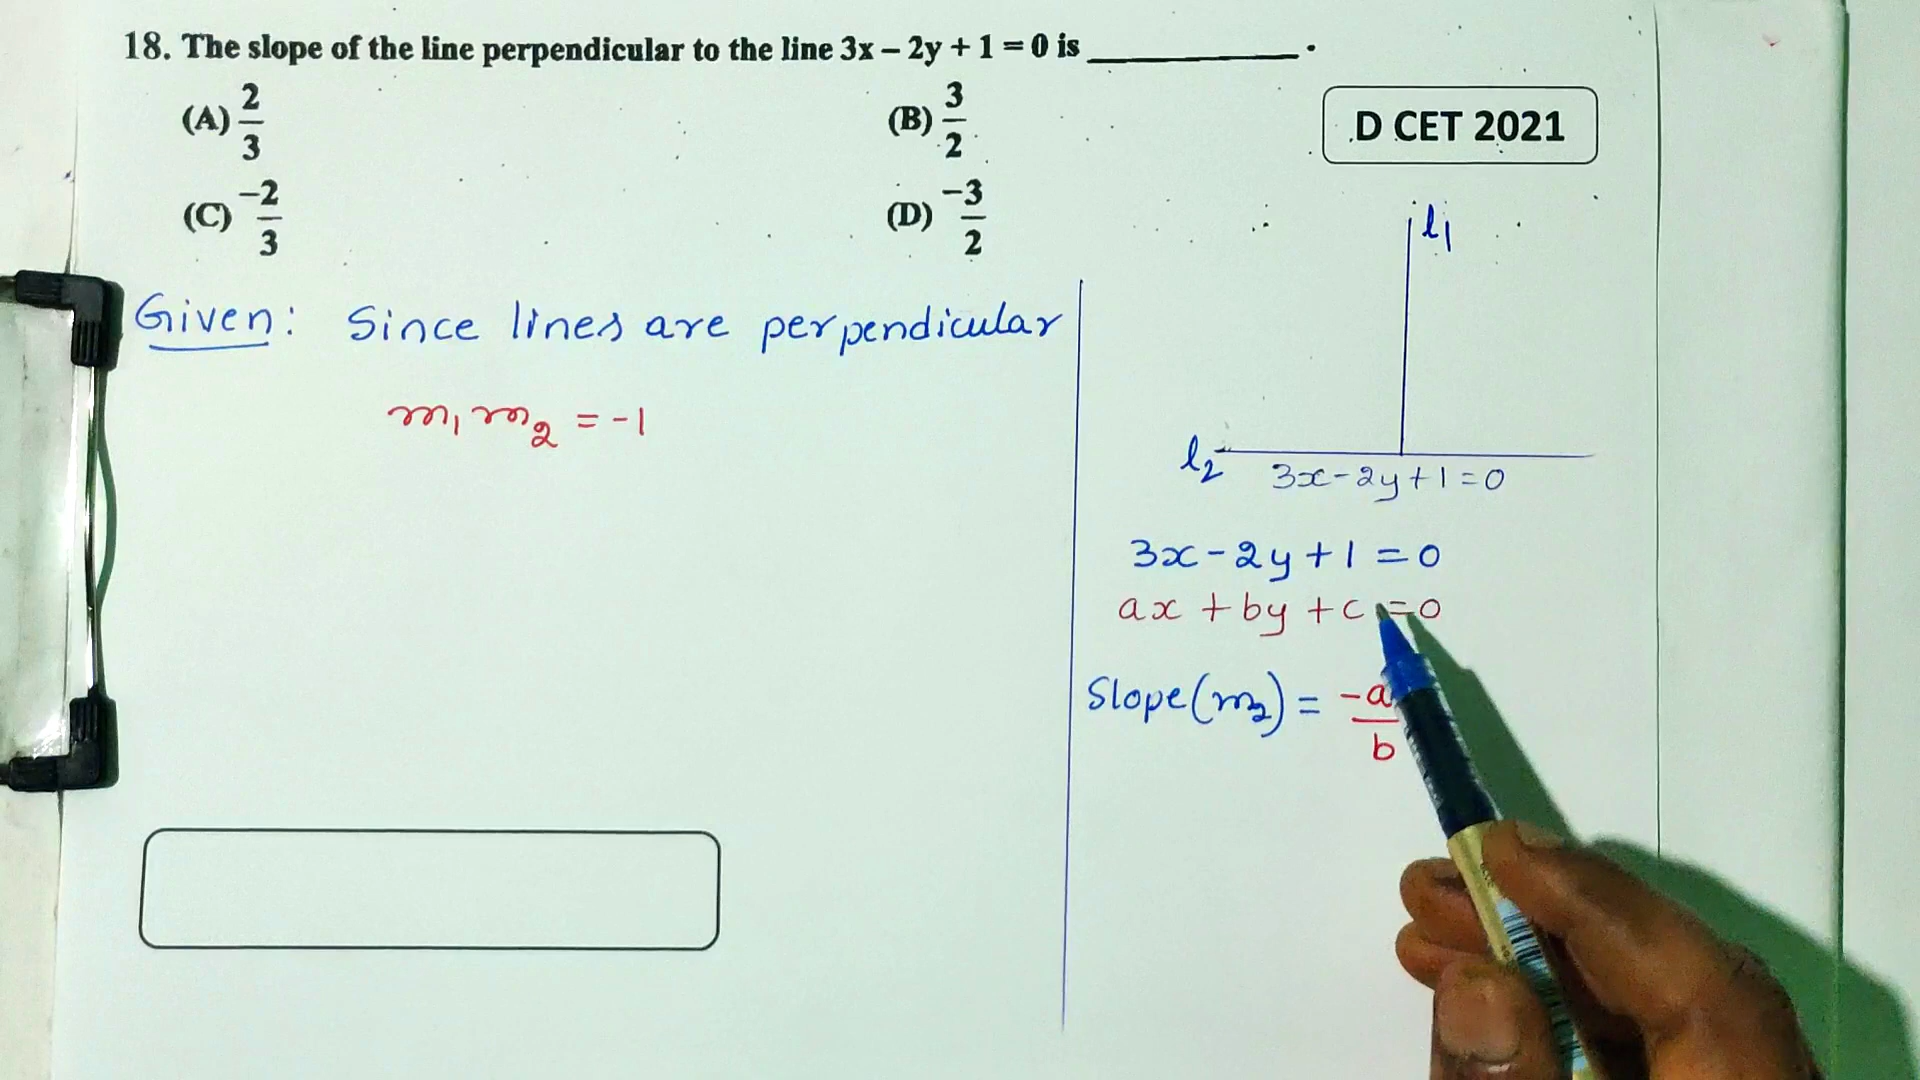 18. The slope of the line perpendicular to the line 3x – 2y + 1 = 0 is ____________ .
(A) 2/3 (B) 3/2
D CET 2021
(C) -2/3 (D) -3/2
Given: Since lines are perpendicular
m₁ m₂ = -1
l₁
l₂ 3x-2y+1=0
3x-2y+1=0
ax+by+c=0
Slope(m₂) = -a/b